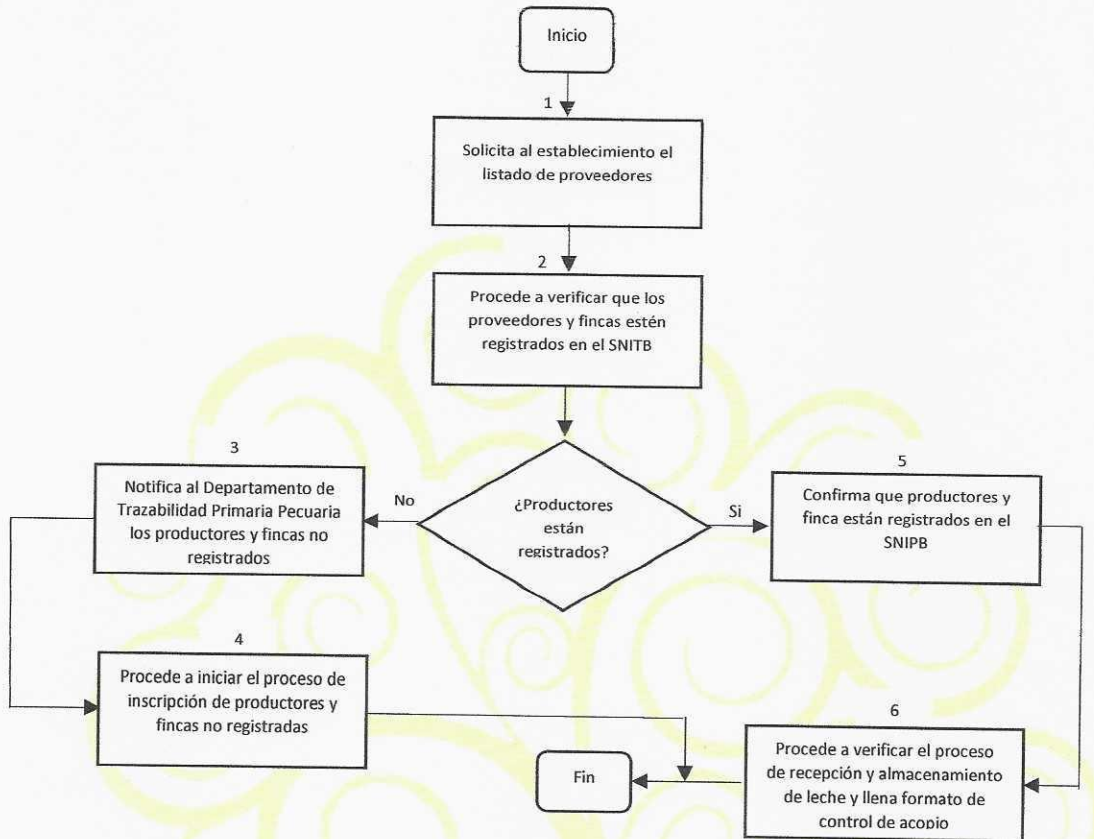 Inicio
1
Solicita al establecimiento el
listado de proveedores
2
Procede a verificar que los
proveedores y fincas estén
registrados en el SNITB
3
Notifica al Departamento de
Trazabilidad Primaria Pecuaria
los productores y fincas no
registrados
No
¿Productores
están
registrados?
Si
5
Confirma que productores y
finca están registrados en el
SNIPB
4
Procede a iniciar el proceso de
inscripción de productores y
fincas no registradas
6
Procede a verificar el proceso
de recepción y almacenamiento
de leche y llena formato de
control de acopio
Fin